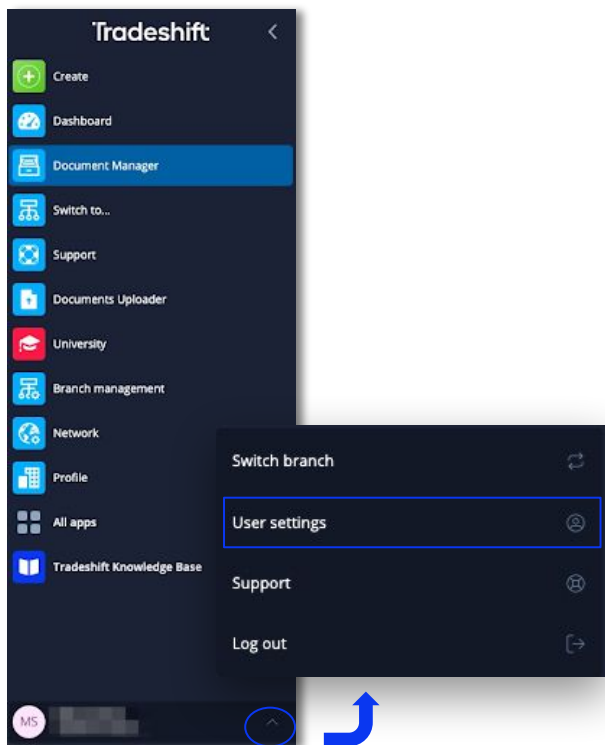 Tradeshift
Create
Dashboard
Document Manager
Switch to...
Support
Documents Uploader
University
Branch management
Network
Profile
All apps
Tradeshift Knowledge Base
Switch branch
User settings
Support
Log out
MS